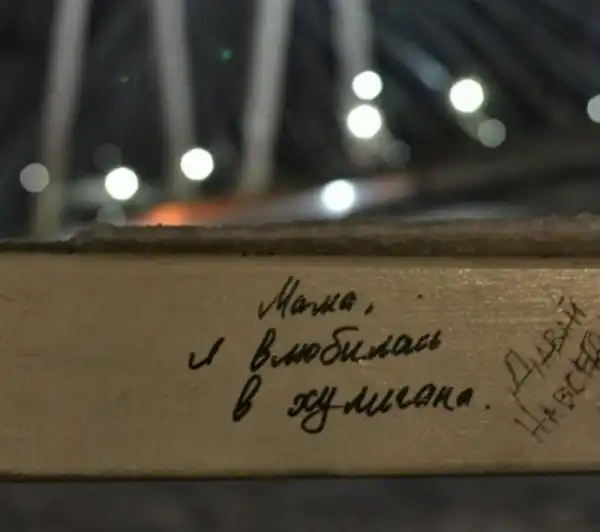 Мама,
я влюбилась
в хулигана.
Давай